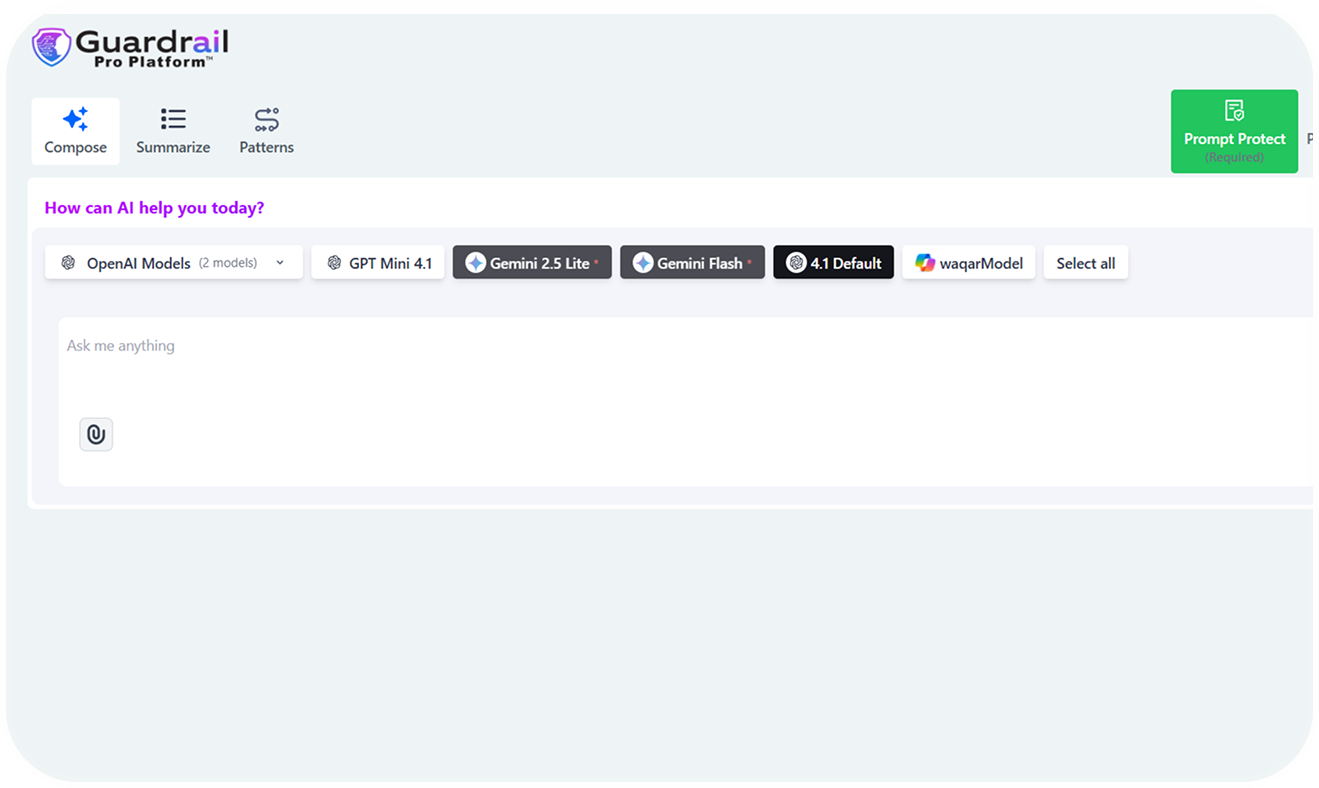 Guardrail
Pro Platform™
Compose
Summarize
Patterns
Prompt Protect
(Required)
P
How can AI help you today?
OpenAI Models (2 models)
GPT Mini 4.1
Gemini 2.5 Lite *
Gemini Flash *
4.1 Default
waqarModel
Select all
Ask me anything